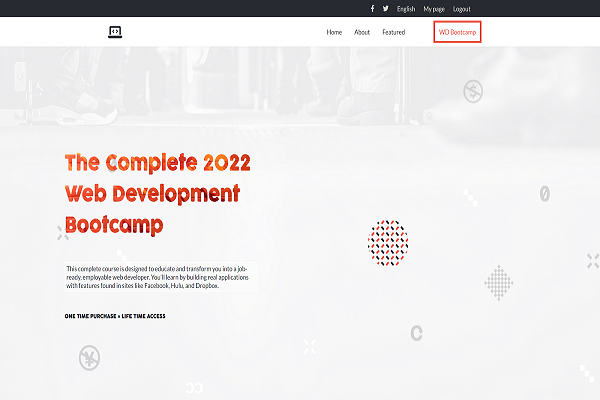 English My page Logout
Home About Featured WD Bootcamp
The Complete 2022
Web Development
Bootcamp
This complete course is designed to educate and transform you into a job-
ready, employable web developer. You'll learn by building real applications
with features found in sites like Facebook, Hulu, and Dropbox.
ONE TIME PURCHASE + LIFE TIME ACCESS